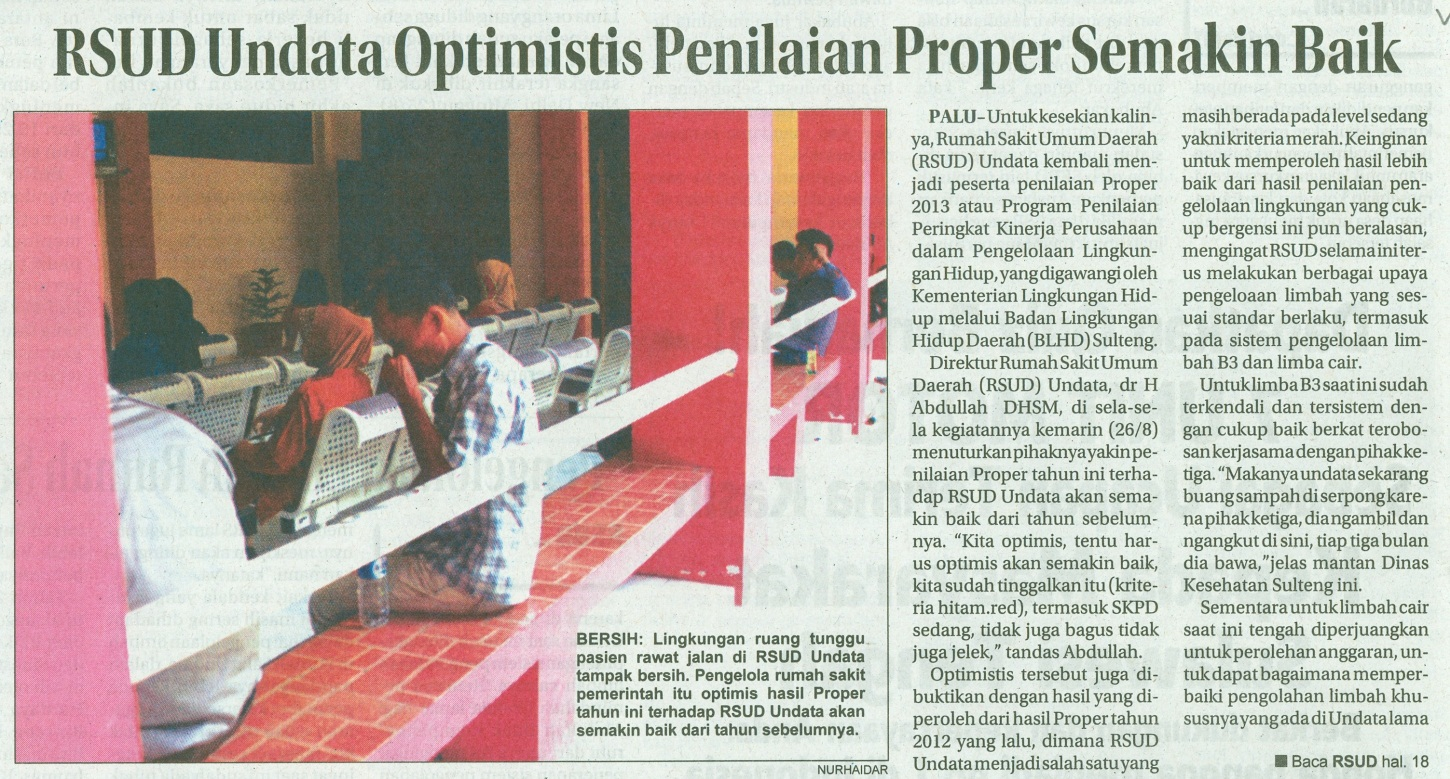 RSUD Undata Optimistis Penilaian Proper Semakin Baik
PALU– Untuk kesekian kalin-
ya, Rumah Sakit Umum Daerah
(RSUD) Undata kembali men-
jadi peserta penilaian Proper
2013 atau Program Penilaian
Peringkat Kinerja Perusahaan
dalam Pengelolaan Lingkun-
gan Hidup, yang digawangi oleh
Kementerian Lingkungan Hid-
up melalui Badan Lingkungan
Hidup Daerah (BLHD) Sulteng.
Direktur Rumah Sakit Umum
Daerah (RSUD) Undata, dr H
Abdullah DHSM, di sela-se-
la kegiatannya kemarin (26/8)
menuturkan pihaknya yakin pe-
nilaian Proper tahun ini terha-
dap RSUD Undata akan sema-
kin baik dari tahun sebelum-
nya. “Kita optimis, tentu har-
us optimis akan semakin baik,
kita sudah tinggalkan itu (krite-
ria hitam.red), termasuk SKPD
sedang, tidak juga bagus tidak
juga jelek,” tandas Abdullah.
Optimistis tersebut juga di-
buktikan dengan hasil yang di-
peroleh dari hasil Proper tahun
2012 yang lalu, dimana RSUD
Undata menjadi salah satu yang
masih berada pada level sedang
yakni kriteria merah. Keinginan
untuk memperoleh hasil lebih
baik dari hasil penilaian pen-
gelolaan lingkungan yang cuk-
up bergensi ini pun beralasan,
mengingat RSUD selama ini ter-
us melakukan berbagai upaya
pengeloaan limbah yang ses-
uai standar berlaku, termasuk
pada sistem pengelolaan lim-
bah B3 dan limba cair.
Untuk limba B3 saat ini sudah
terkendali dan tersistem den-
gan cukup baik berkat terobo-
san kerjasama dengan pihak ke-
tiga. “Makanya undata sekarang
buang sampah di serpong kare-
na pihak ketiga, dia ngambil dan
ngangkut di sini, tiap tiga bulan
dia bawa,” jelas mantan Dinas
Kesehatan Sulteng ini.
Sementara untuk limbah cair
saat ini tengah diperjuangkan
untuk perolehan anggaran, un-
tuk dapat bagaimana memper-
baiki pengolahan limbah khu-
susnya yang ada di Undata lama
■ Baca RSUD hal. 18
BERSIH: Lingkungan ruang tunggu
pasien rawat jalan di RSUD Undata
tampak bersih. Pengelola rumah sakit
pemerintah itu optimis hasil Proper
tahun ini terhadap RSUD Undata akan
semakin baik dari tahun sebelumnya.
NURHAIDAR